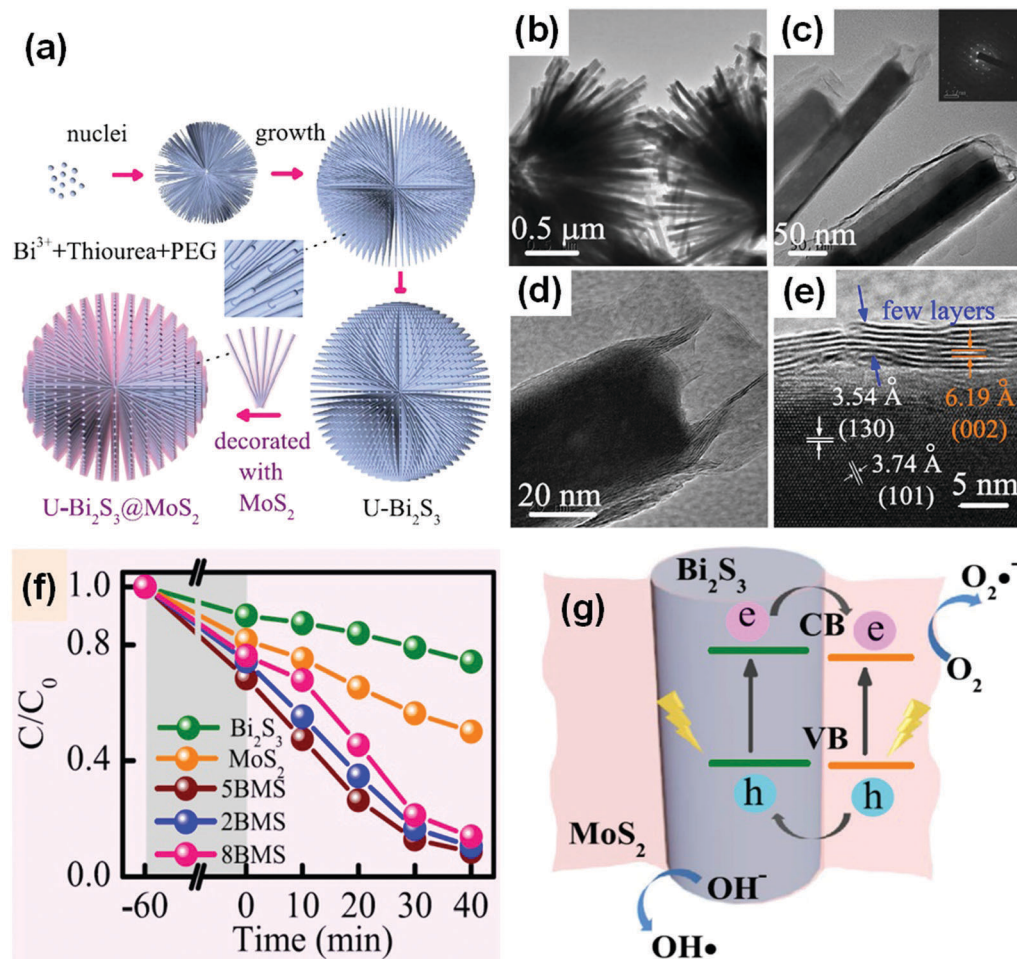 (a)
nuclei
growth
Bi³⁺+Thiourea+PEG
decorated
with
MoS₂
U-Bi₂S₃@MoS₂
U-Bi₂S₃
(b)
0.5 μm
(c)
50 nm
(d)
20 nm
(e)
few layers
3.54 Å
(130)
6.19 Å
(002)
3.74 Å
(101)
5 nm
(f)
1.0
0.8
0.4
0.0
C/C₀
Bi₂S₃
MoS₂
5BMS
2BMS
8BMS
-60
0
10
20
30
40
Time (min)
(g)
Bi₂S₃
e
CB
e
O₂•⁻
O₂
VB
h
h
MoS₂
OH⁻
OH•